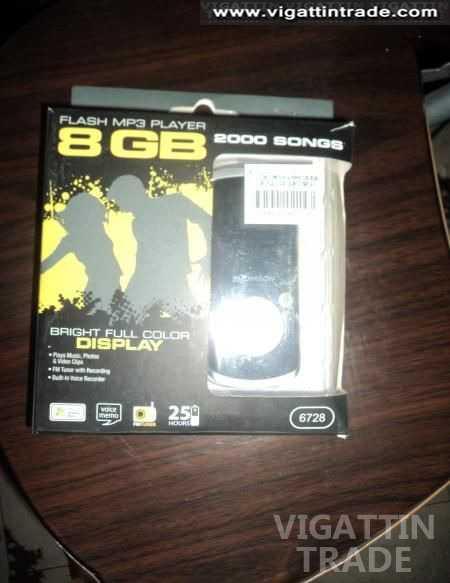 www.vigattintrade.com
FLASH MP3 PLAYER
8 GB 2000 SONGS
BRIGHT FULL COLOR
DISPLAY
• Plays Music, Photos
& Video Clips
• FM Tuner with Recording
• Built-in Voice Recorder
voice
memo
25
HOURS
6728
VIGATTIN
TRADE